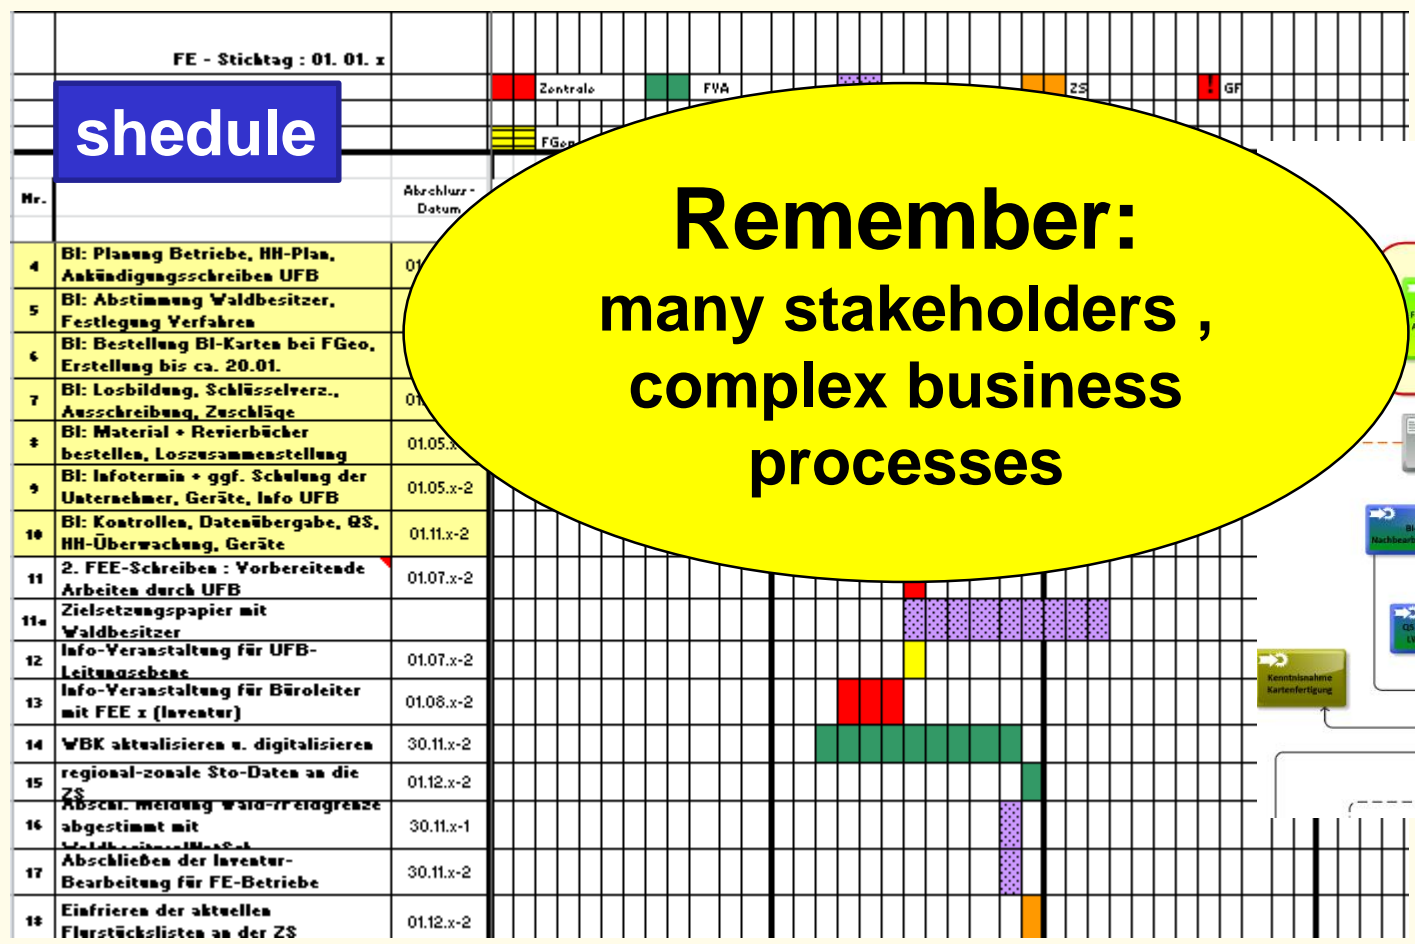 FE - Stichtag : 01. 01. x
Zentrale
FVA
ZS
!
GF
shedule
Nr.
Abschluss-
Datum
Remember:
many stakeholders ,
complex business
processes
4
BI: Planung Betriebe, HH-Plan,
Ankündigungsschreiben UFB
5
BI: Abstimmung Waldbesitzer,
Festlegung Verfahren
6
BI: Bestellung BI-Karten bei FGeo,
Erstellung bis ca. 20.01.
7
BI: Losbildung, Schlüsselverz.,
Ausschreibung, Zuschläge
8
BI: Material + Revierbücher
bestellen, Loszusammenstellung
9
BI: Infotermin + ggf. Schulung der
Unternehmer, Geräte, Info UFB
01.05.x-2
10
BI: Kontrollen, Datenübergabe, QS,
HH-Überwachung, Geräte
01.11.x-2
11
2. FEE-Schreiben : Vorbereitende
Arbeiten durch UFB
01.07.x-2
11a
Zielsetzungspapier mit
Waldbesitzer
12
Info-Veranstaltung für UFB-
Leitungsebene
01.07.x-2
13
Info-Veranstaltung für Büroleiter
mit FEE x (Inventur)
01.08.x-2
14
WBK aktualisieren u. digitalisieren
30.11.x-2
15
regional-zonale Sto-Daten an die
ZS
01.12.x-2
16
Abschl. Meldung Wald-/Feldgrenze
abgestimmt mit
30.11.x-1
17
Abschließen der Inventur-
Bearbeitung für FE-Betriebe
30.11.x-2
18
Einfrieren der aktuellen
Flurstückslisten an der ZS
01.12.x-2
Kenntnisnahme
Kartenfertigung